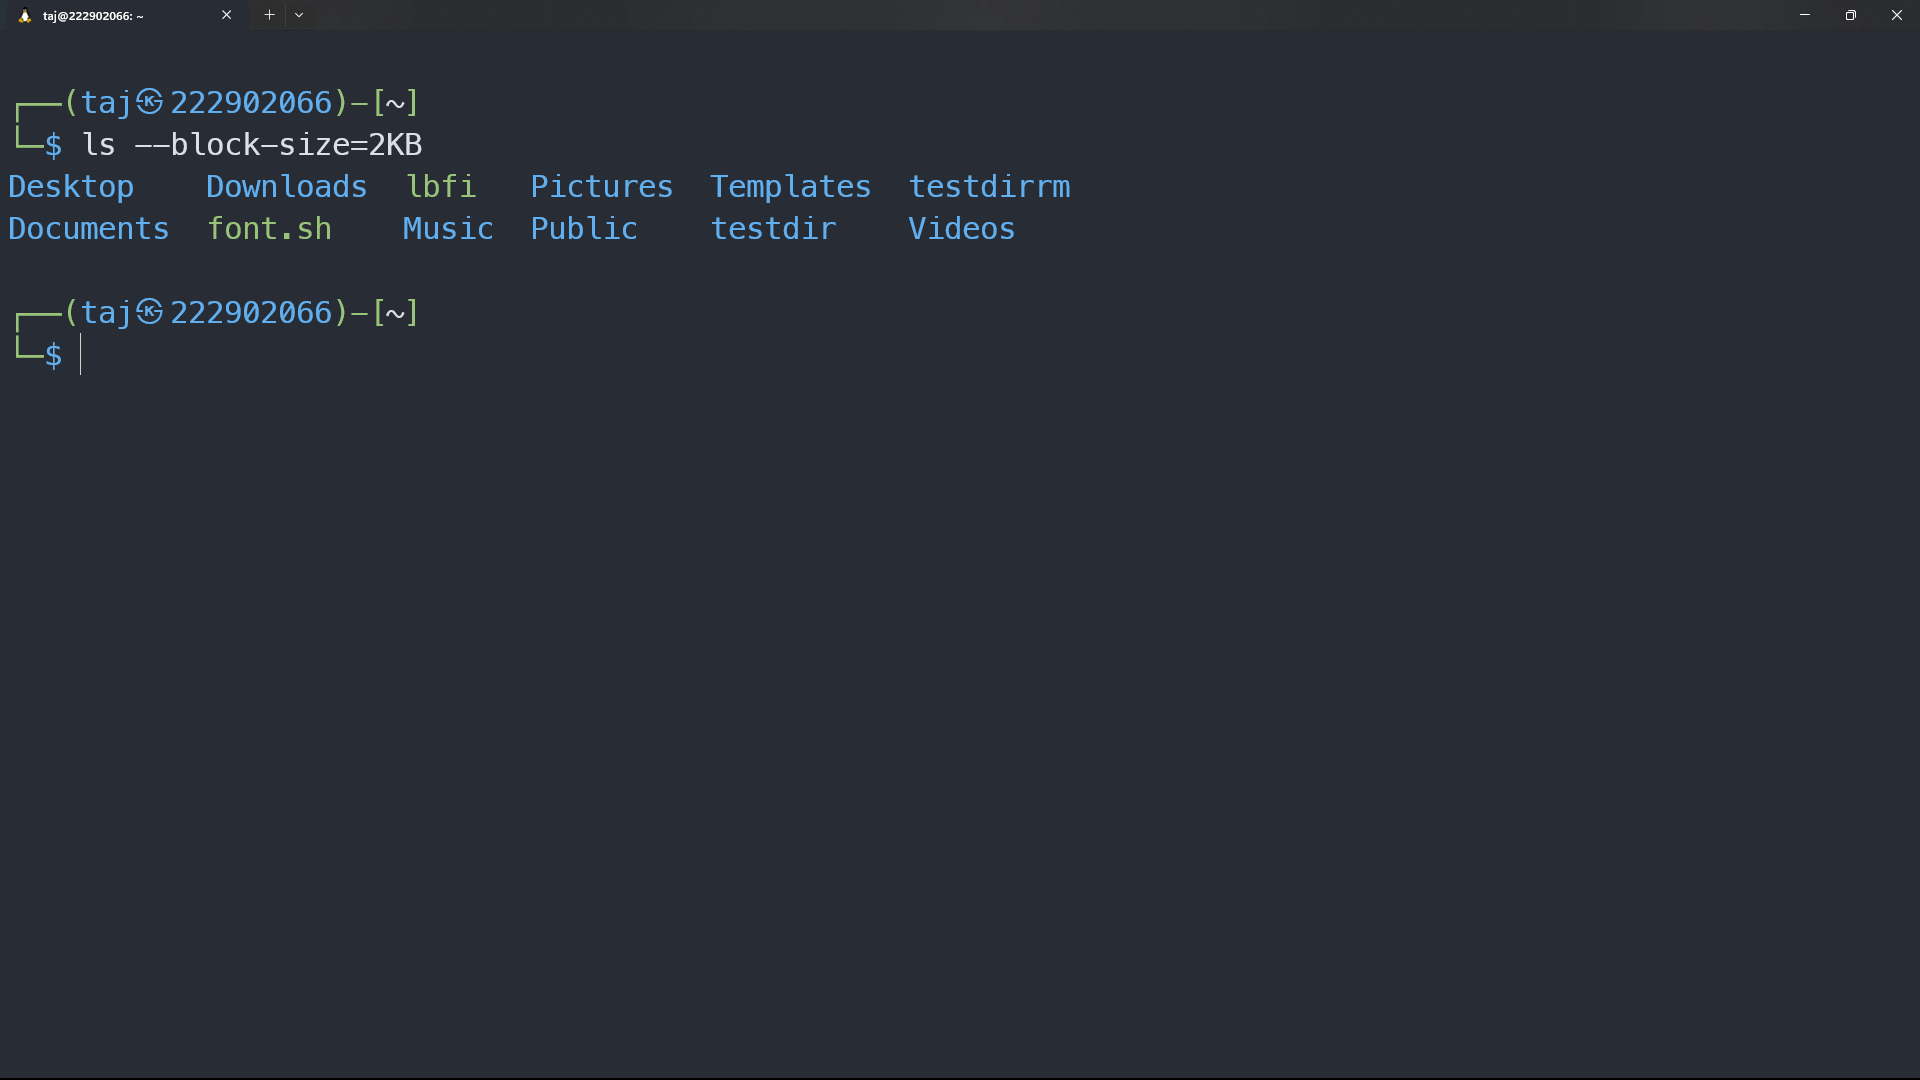 taj@222902066: ~
┌──(taj㉿222902066)-[~]
└─$ ls --block-size=2KB
Desktop    Downloads  lbfi   Pictures  Templates  testdirrm
Documents  font.sh    Music  Public    testdir    Videos
┌──(taj㉿222902066)-[~]
└─$